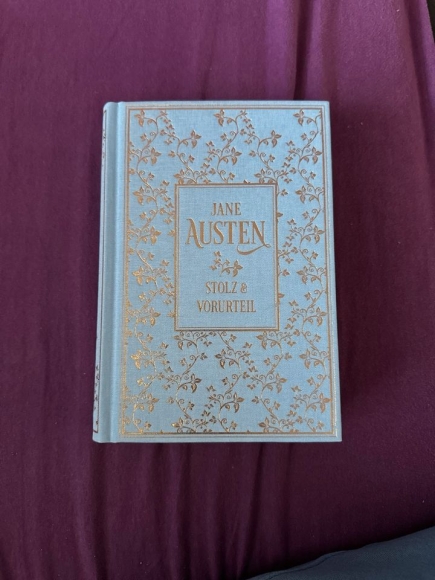 JANE
AUSTEN
STOLZ &
VORURTEIL